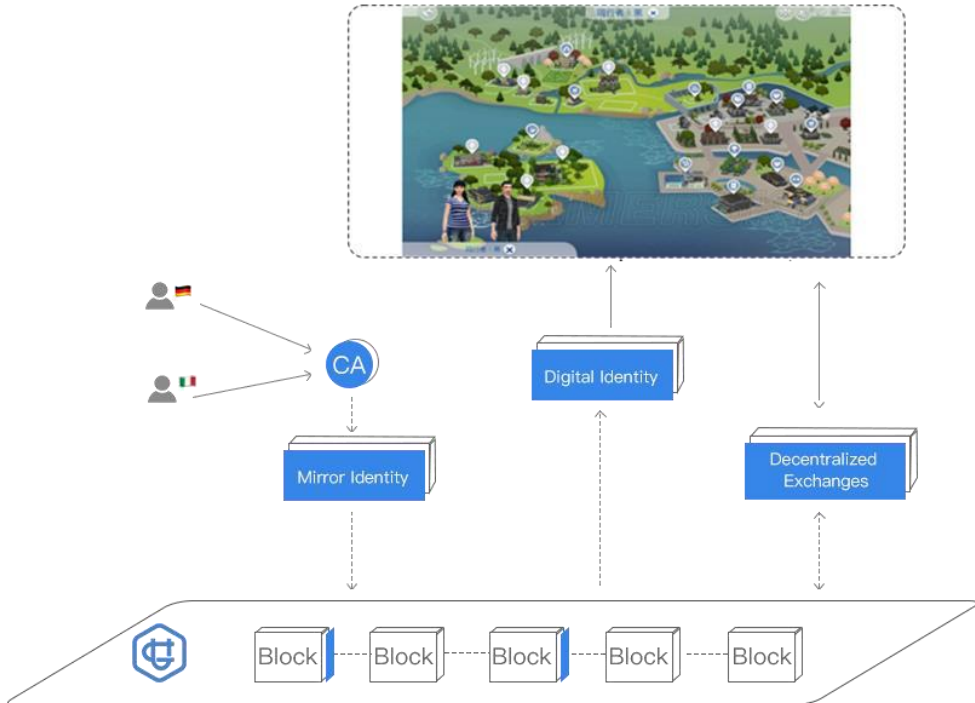 CA
Digital Identity
Mirror Identity
Decentralized
Exchanges
Block
Block
Block
Block
Block